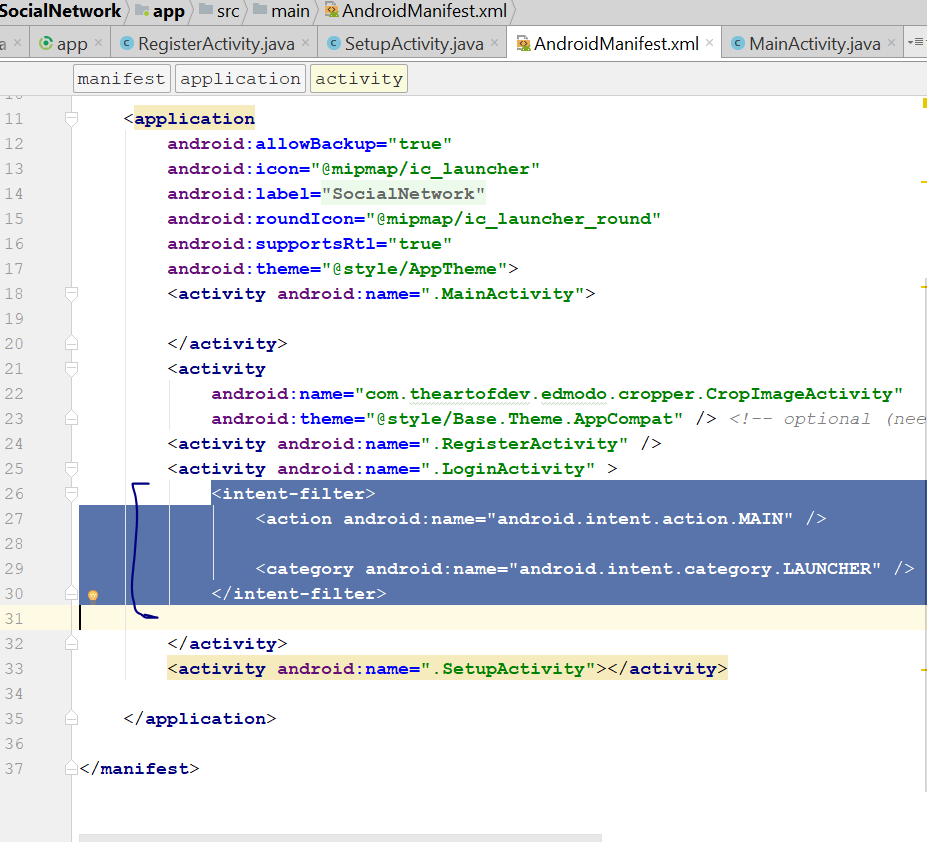 SocialNetwork app src main AndroidManifest.xml
a app RegisterActivity.java SetupActivity.java AndroidManifest.xml MainActivity.java
manifest application activity
11 <application
12 android:allowBackup="true"
13 android:icon="@mipmap/ic_launcher"
14 android:label="SocialNetwork"
15 android:roundIcon="@mipmap/ic_launcher_round"
16 android:supportsRtl="true"
17 android:theme="@style/AppTheme">
18 <activity android:name=".MainActivity">
19
20 </activity>
21 <activity
22 android:name="com.theartofdev.edmodo.cropper.CropImageActivity"
23 android:theme="@style/Base.Theme.AppCompat" /> <!-- optional (nee
24 <activity android:name=".RegisterActivity" />
25 <activity android:name=".LoginActivity" >
26 <intent-filter>
27 <action android:name="android.intent.action.MAIN" />
28
29 <category android:name="android.intent.category.LAUNCHER" />
30 </intent-filter>
31
32 </activity>
33 <activity android:name=".SetupActivity"></activity>
34
35 </application>
36
37 </manifest>